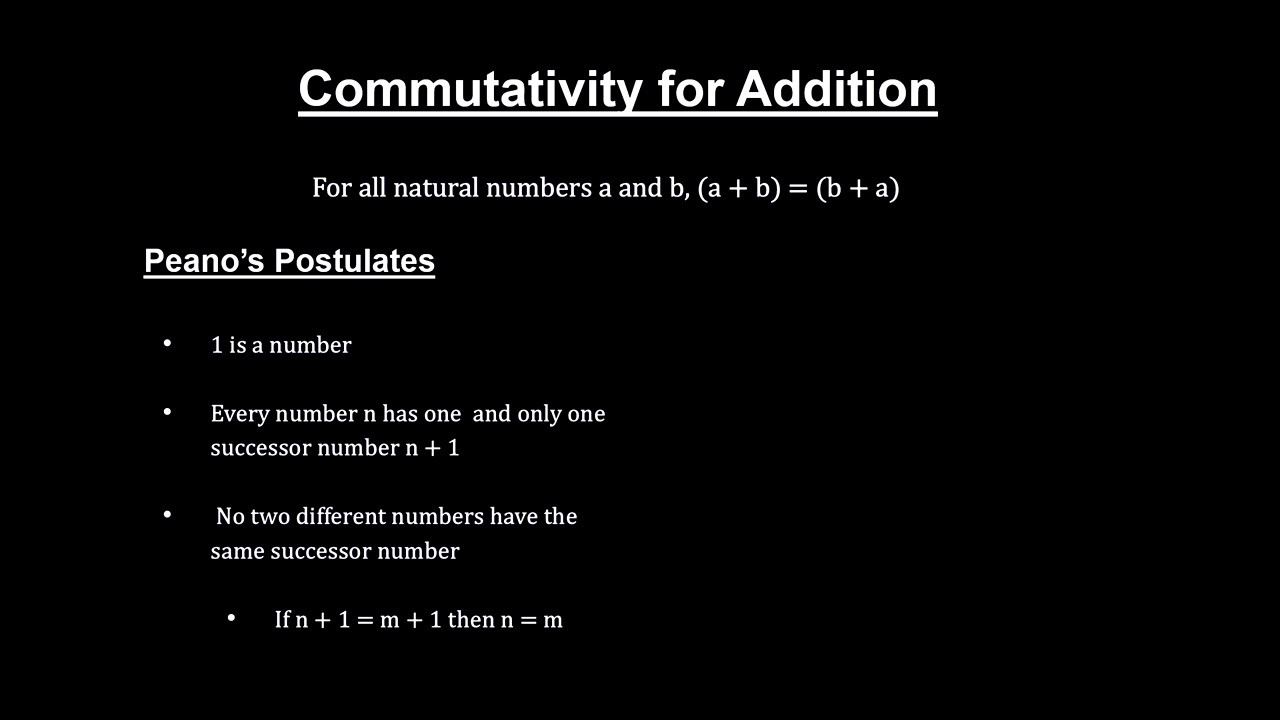 Commutativity for Addition
For all natural numbers a and b, (a + b) = (b + a)
Peano’s Postulates
• 1 is a number
• Every number n has one  and only one
successor number n + 1
• No two different numbers have the
same successor number
• If n + 1 = m + 1 then n = m